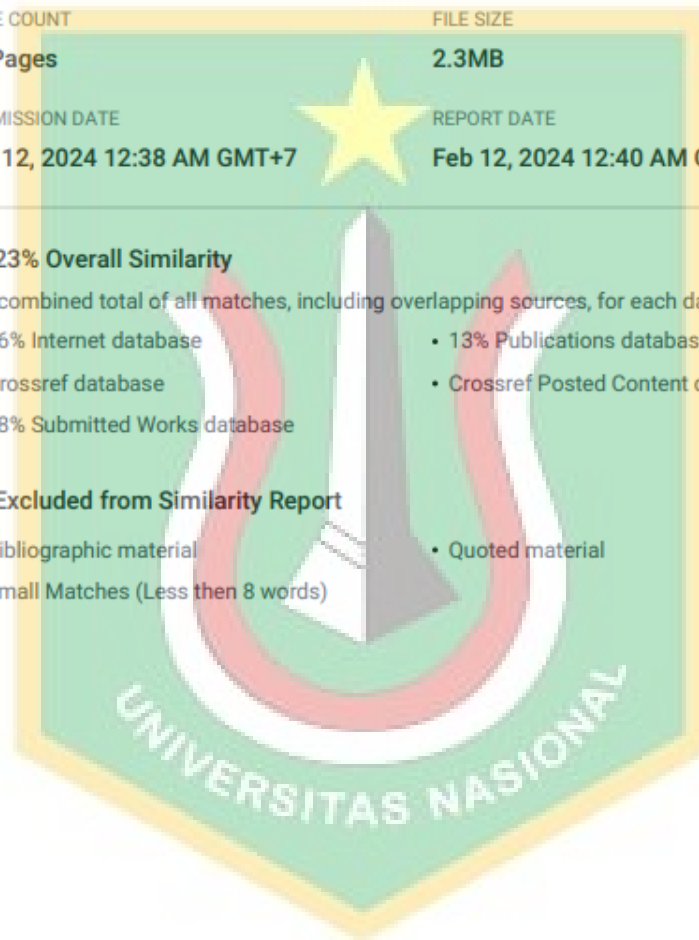 E COUNT FILE SIZE
Pages 2.3MB
MISSION DATE REPORT DATE
12, 2024 12:38 AM GMT+7 Feb 12, 2024 12:40 AM G
23% Overall Similarity
combined total of all matches, including overlapping sources, for each da
6% Internet database • 13% Publications databas
rossref database • Crossref Posted Content
8% Submitted Works database
Excluded from Similarity Report
ibliographic material • Quoted material
mall Matches (Less then 8 words)
UNIVERSITAS NASIONAL